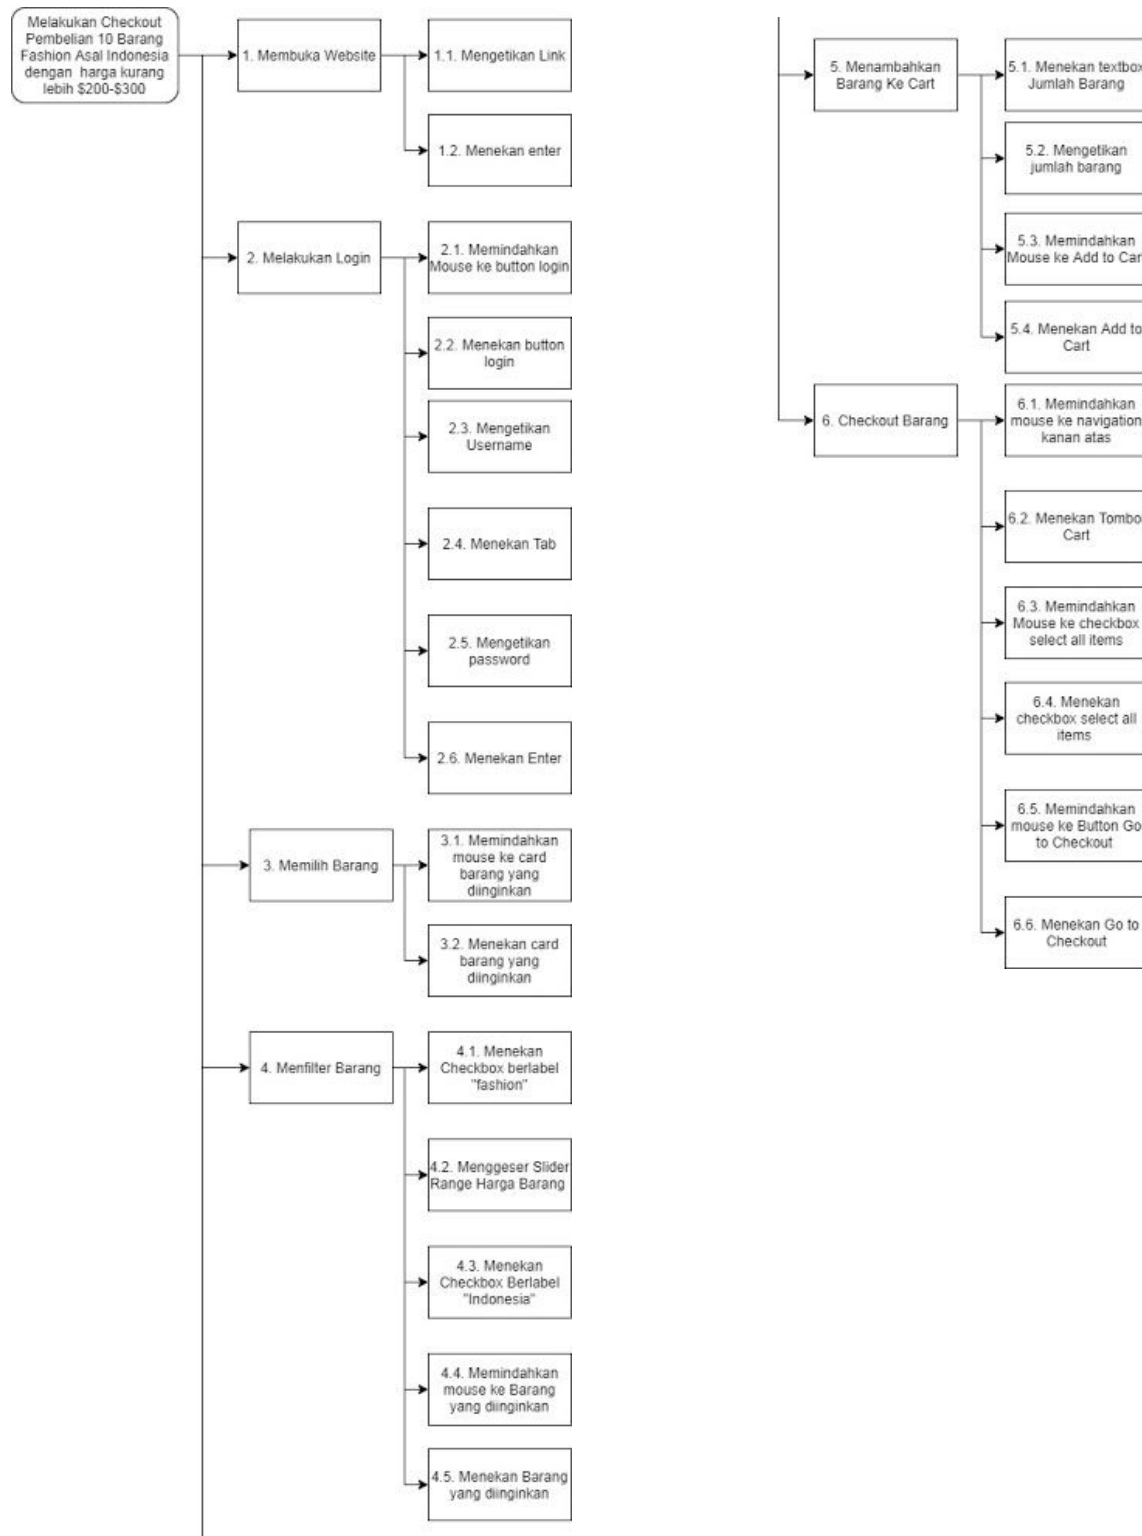 Melakukan Checkout
Pembelian 10 Barang
Fashion Asal Indonesia
dengan harga kurang
lebih $200-$300
1. Membuka Website
1.1. Mengetikan Link
1.2. Menekan enter
2. Melakukan Login
2.1. Memindahkan
Mouse ke button login
2.2. Menekan button
login
2.3. Mengetikan
Username
2.4. Menekan Tab
2.5. Mengetikan
password
2.6. Menekan Enter
3. Memilih Barang
3.1. Memindahkan
mouse ke card
barang yang
diinginkan
3.2. Menekan card
barang yang
diinginkan
4. Menfilter Barang
4.1. Menekan
Checkbox berlabel
"fashion"
4.2. Menggeser Slider
Range Harga Barang
4.3. Menekan
Checkbox Berlabel
"Indonesia"
4.4. Memindahkan
mouse ke Barang
yang diinginkan
4.5. Menekan Barang
yang diinginkan
5. Menambahkan
Barang Ke Cart
5.1. Menekan textbox
Jumlah Barang
5.2. Mengetikan
jumlah barang
5.3. Memindahkan
Mouse ke Add to Car
5.4. Menekan Add to
Cart
6. Checkout Barang
6.1. Memindahkan
mouse ke navigation
kanan atas
6.2. Menekan Tombo
Cart
6.3. Memindahkan
Mouse ke checkbox
select all items
6.4. Menekan
checkbox select all
items
6.5. Memindahkan
mouse ke Button Go
to Checkout
6.6. Menekan Go to
Checkout